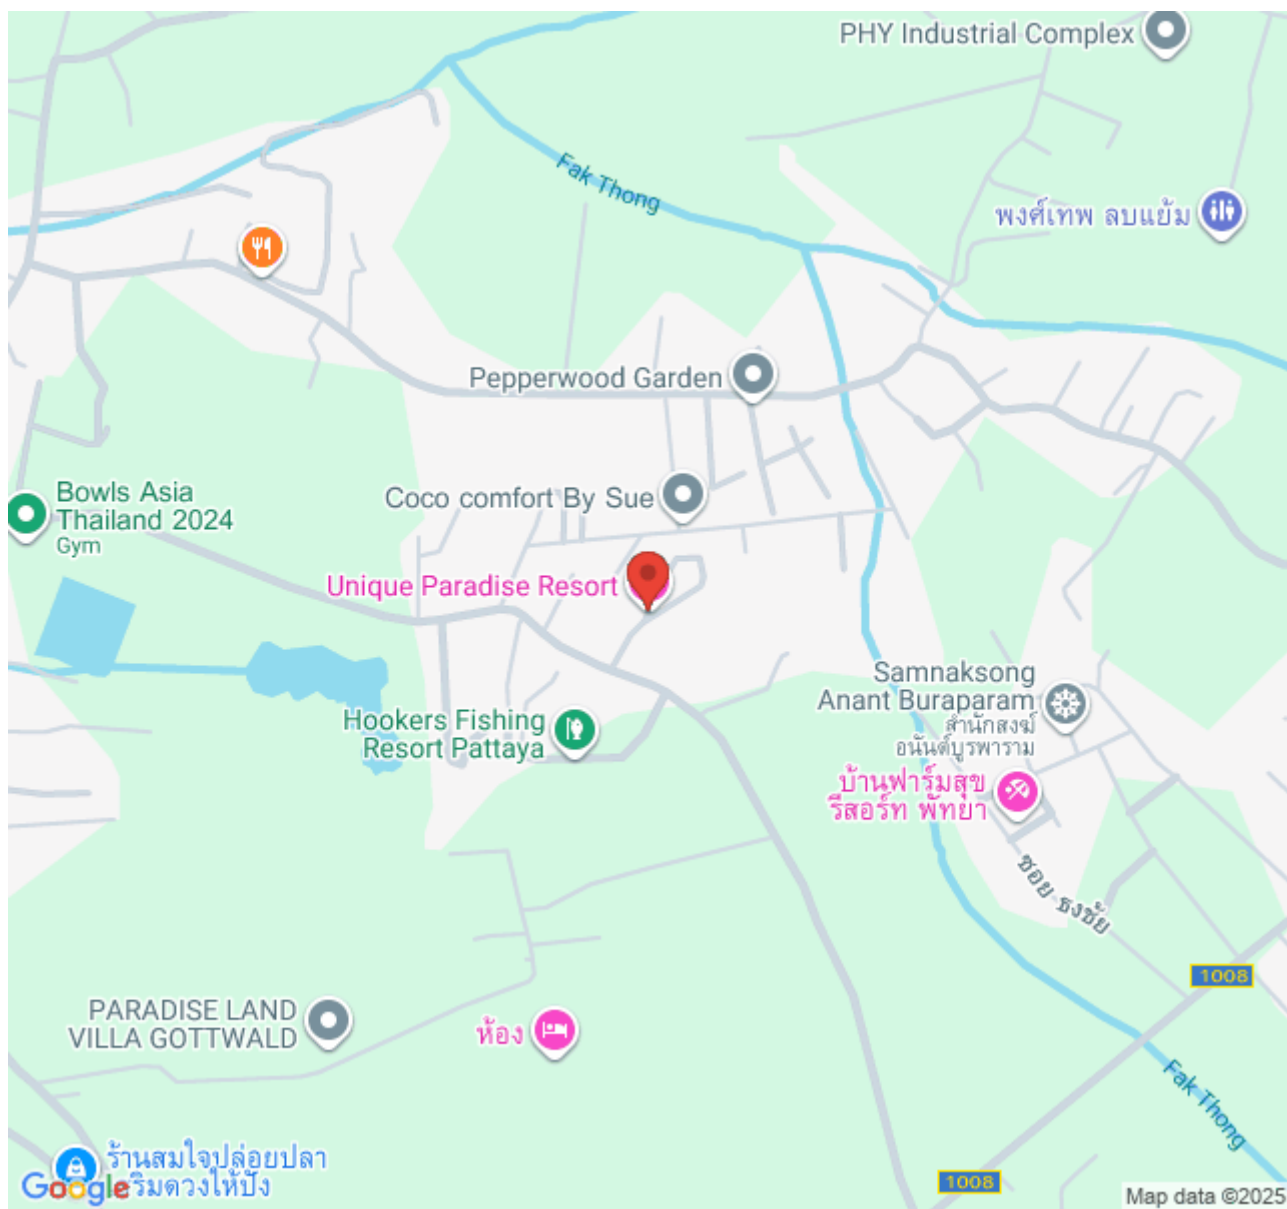 PHY Industrial Complex
Fak Thong
พงศ์เทพ ลบแย้ม
Pepperwood Garden
Bowls Asia
Thailand 2024
Gym
Coco comfort By Sue
Unique Paradise Resort
Samnaksong
Anant Buraparam
สำนักสงฆ์
อนันต์บูรพาราม
Hookers Fishing
Resort Pattaya
บ้านฟาร์มสุข
รีสอร์ท พัทยา
ซอย ธงชัย
1008
PARADISE LAND
VILLA GOTTWALD
ห้อง
Fak Thong
ร้านสมใจปล่อยปลา
ริมดวงให้ปัง
Google
1008
Map data ©2025